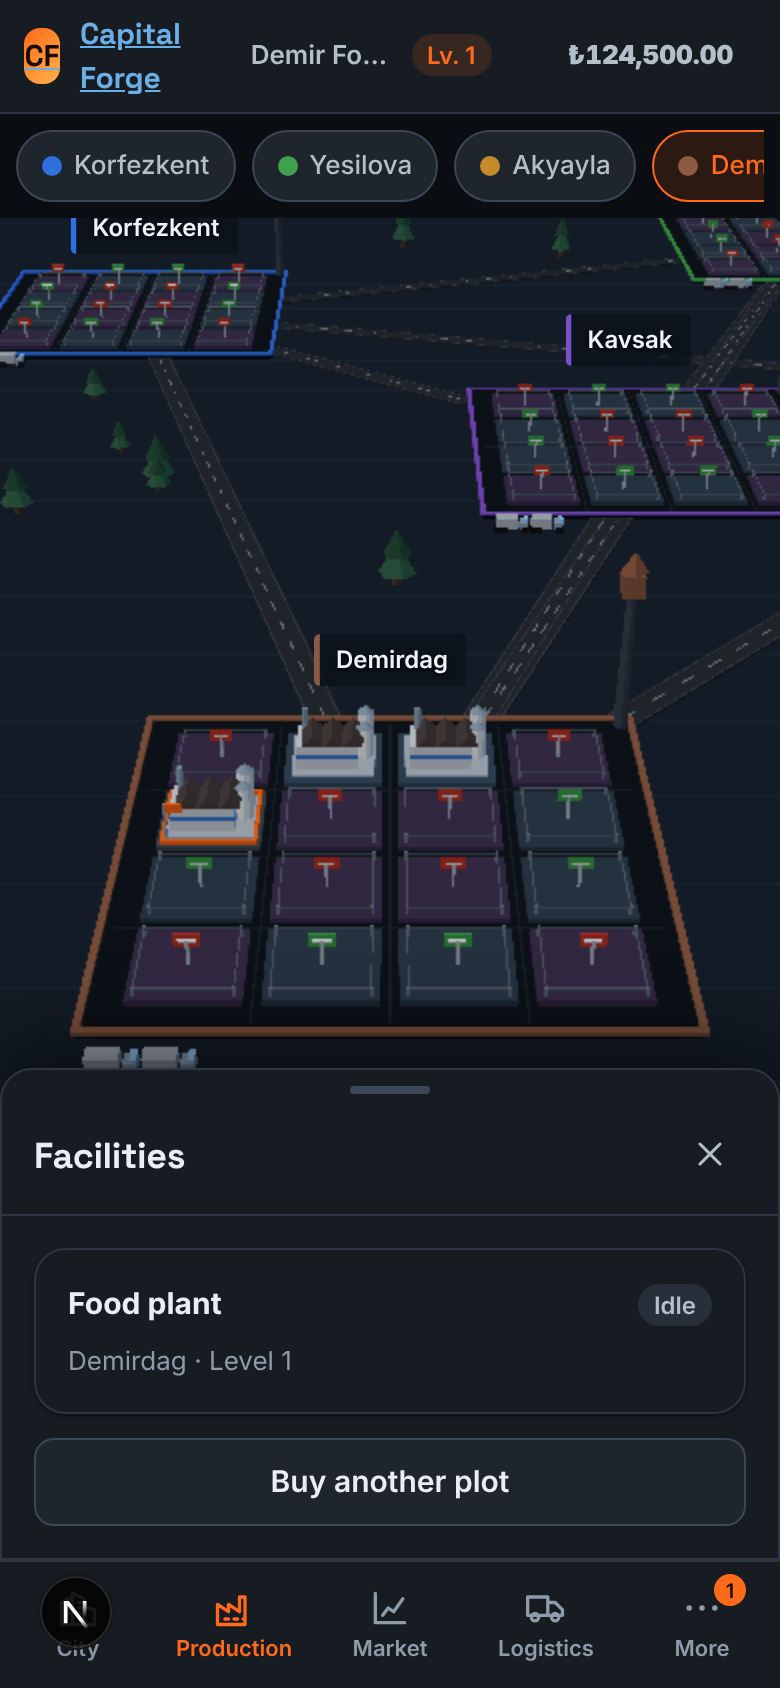 CF
Capital
Forge
Demir Fo...
Lv. 1
₺124,500.00
Korfezkent
Yesilova
Akyayla
Dem
Korfezkent
Kavsak
Demirdag
Facilities
Food plant
Idle
Demirdag · Level 1
Buy another plot
N
City
Production
Market
Logistics
1
More